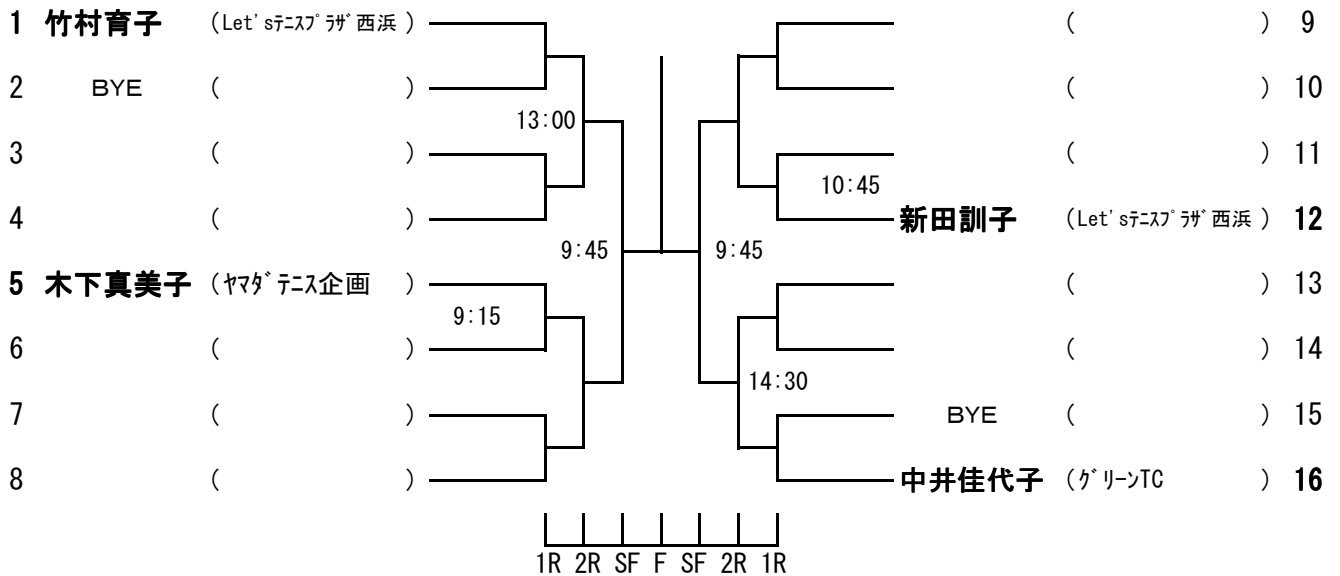 1 竹村育子 (Let'sﾃﾆｽﾌﾟﾗｻﾞ西浜 ) ( ) 9
2 BYE ( ) ( ) 10
13:00
3 ( ) ( ) 11
10:45
4 ( ) 新田訓子 (Let'sﾃﾆｽﾌﾟﾗｻﾞ西浜 ) 12
9:45 9:45
5 木下真美子 (ﾔﾏﾀﾞﾃﾆｽ企画 ) ( ) 13
9:15
6 ( ) ( ) 14
14:30
7 ( ) BYE ( ) 15
8 ( ) 中井佳代子 (ｸﾞﾘｰﾝTC ) 16
1R 2R SF F SF 2R 1R